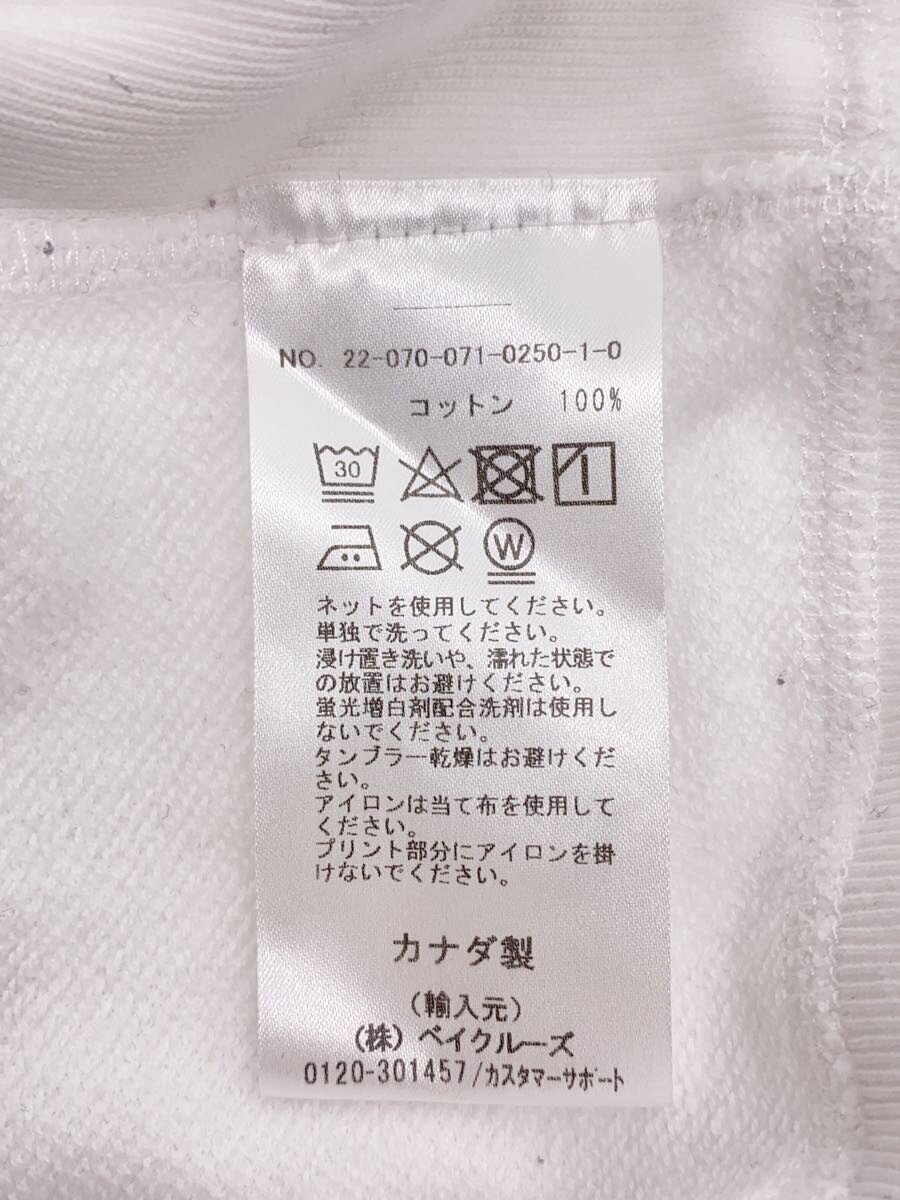 NO. 22-070-071-0250-1-0
コットン 100%
30
W
ネットを使用してください。
単独で洗ってください。
浸け置き洗いや、濡れた状態で
の放置はお避けください。
蛍光増白剤配合洗剤は使用し
ないでください。
タンブラー乾燥はお避けくだ
さい。
アイロンは当て布を使用して
ください。
プリント部分にアイロンを掛
けないでください。
カナダ製
(輸入元)
(株)ベイクルーズ
0120-301457/カスタマーサポート